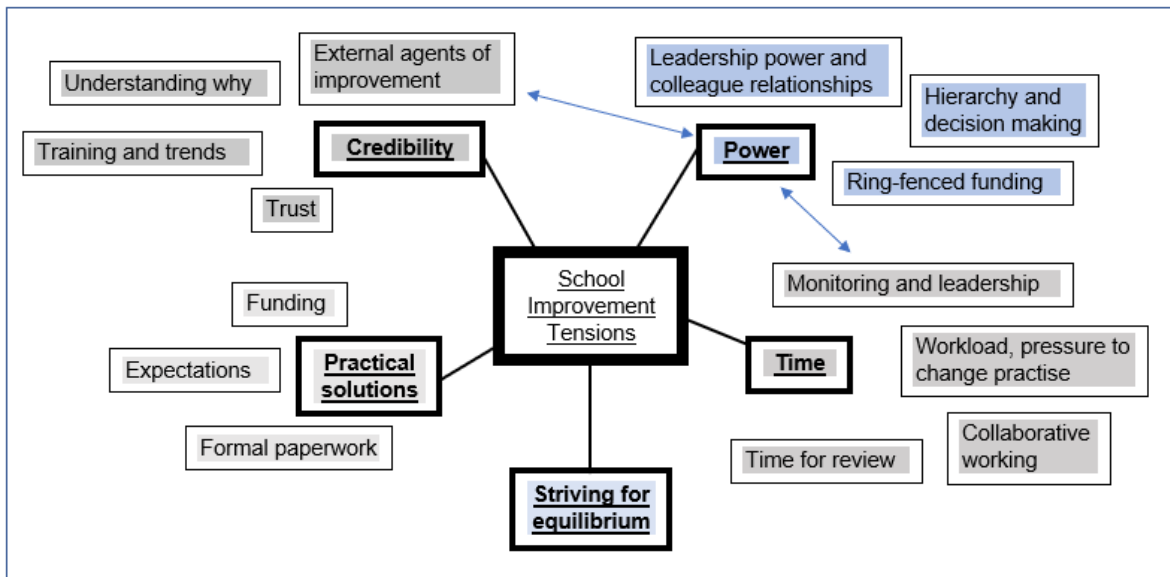 External agents of
improvement
Understanding why
Training and trends
Credibility
Trust
Leadership power and
colleague relationships
Hierarchy and
decision making
Power
Ring-fenced funding
School
Improvement
Tensions
Monitoring and leadership
Funding
Expectations
Practical
solutions
Formal paperwork
Time
Workload, pressure to
change practise
Time for review
Collaborative
working
Striving for
equilibrium